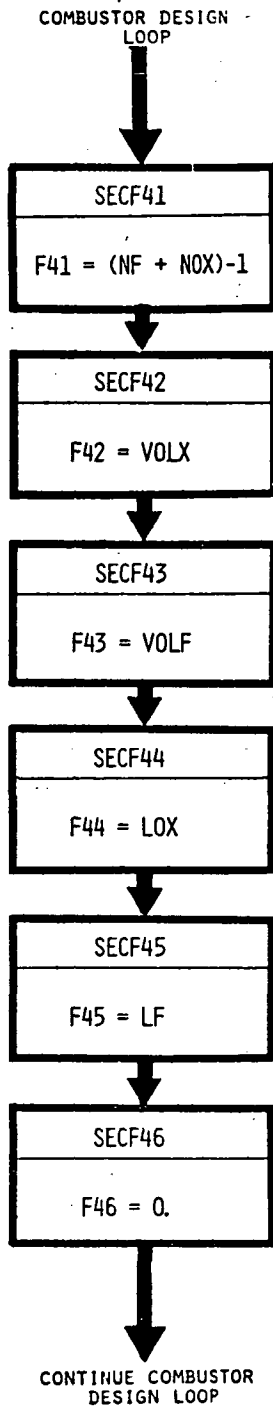 COMBUSTOR DESIGN
LOOP
SECF41
F41 = (NF + NOX)-1
SECF42
F42 = VOLX
SECF43
F43 = VOLF
SECF44
F44 = LOX
SECF45
F45 = LF
SECF46
F46 = 0.
CONTINUE COMBUSTOR
DESIGN LOOP